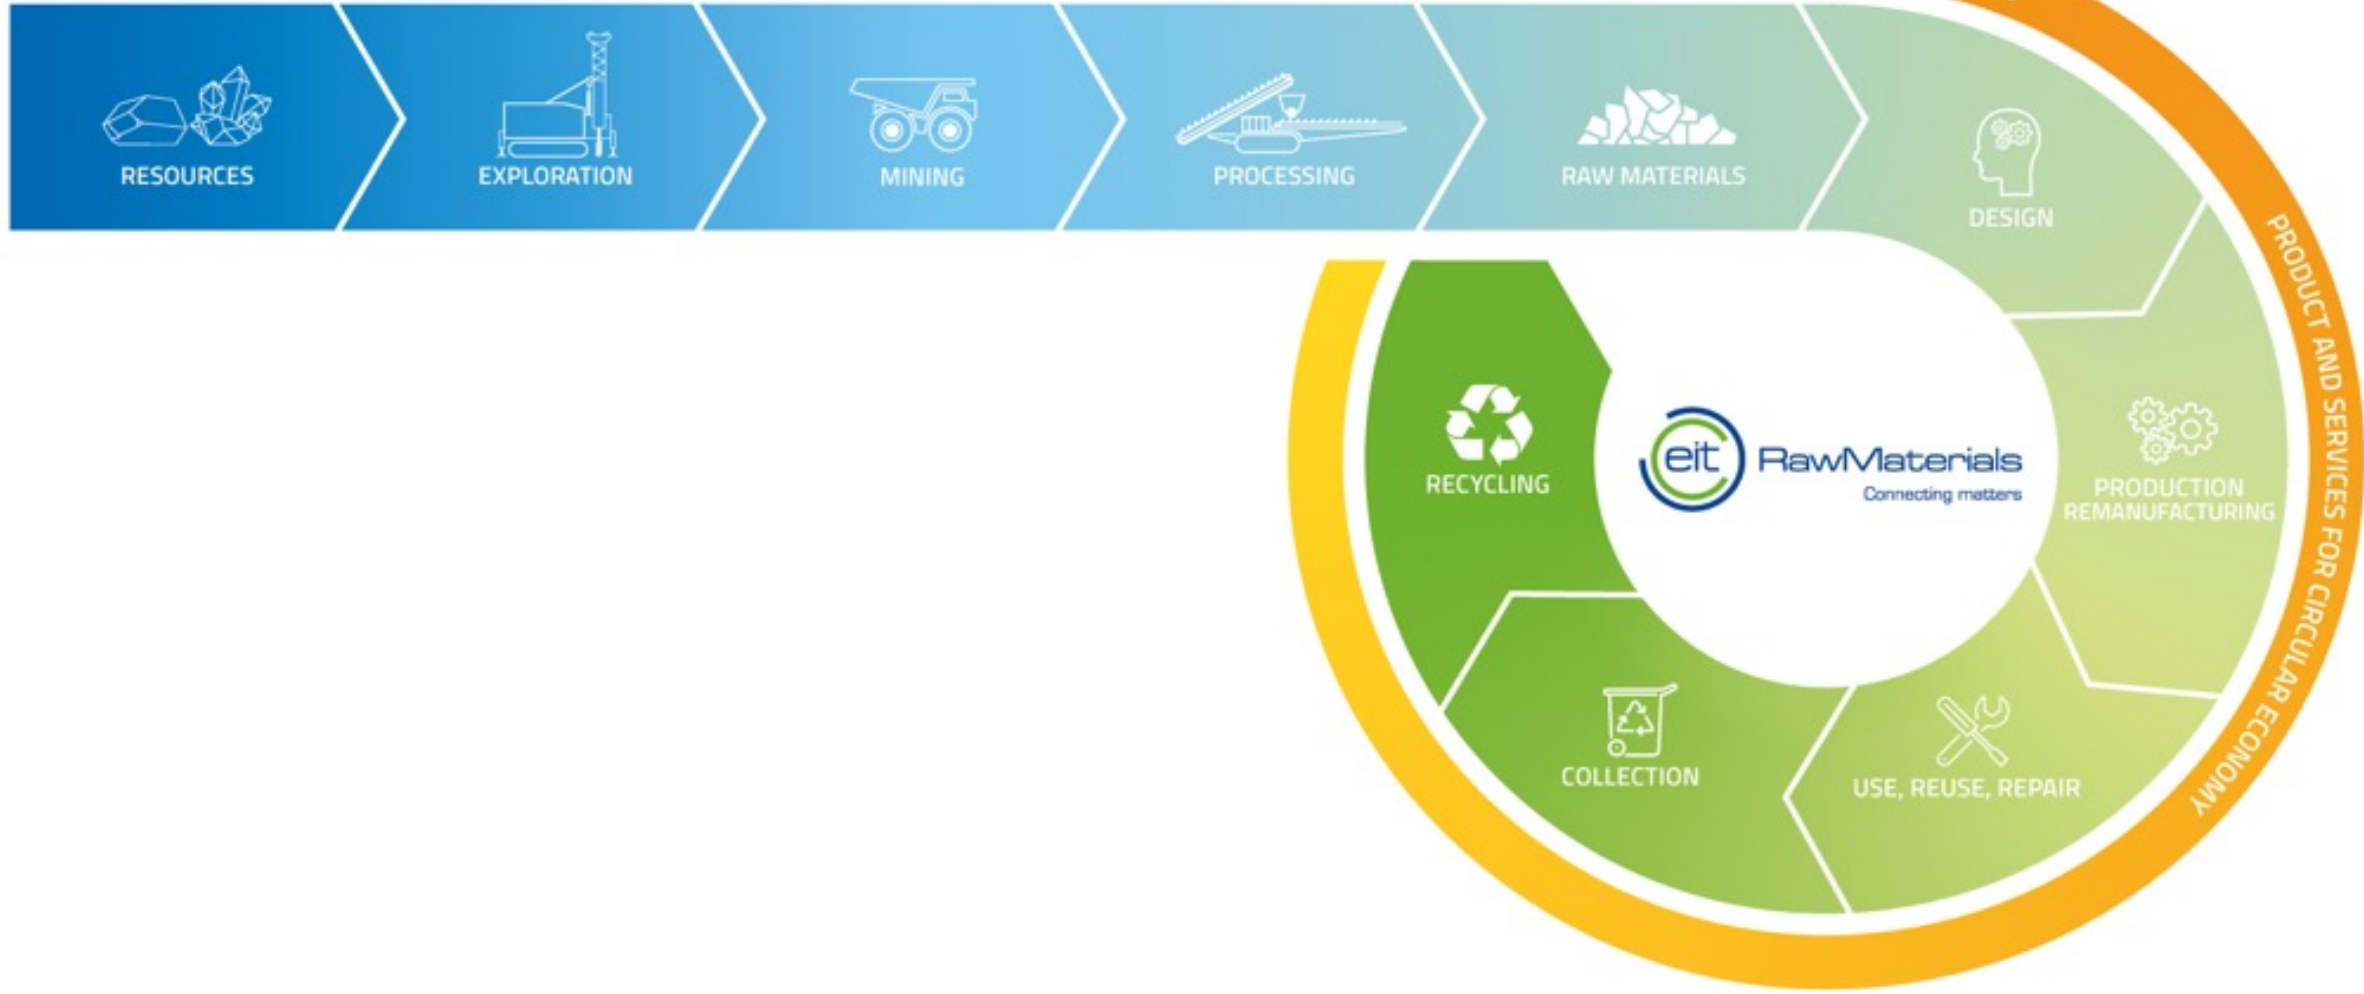 RESOURCES
EXPLORATION
MINING
PROCESSING
RAW MATERIALS
DESIGN
PRODUCTION
REMANUFACTURING
USE, REUSE, REPAIR
COLLECTION
RECYCLING
eit RawMaterials
Connecting matters
PRODUCT AND SERVICES FOR CIRCULAR ECONOMY